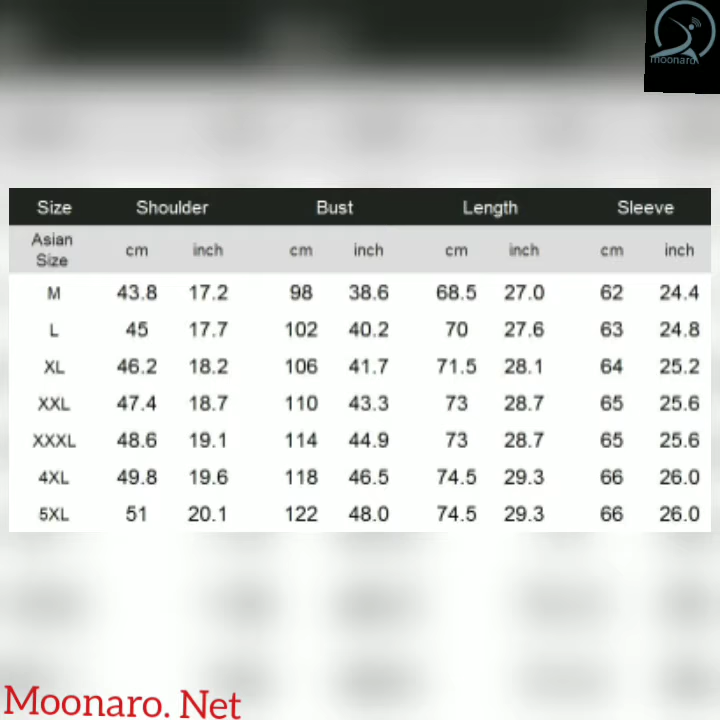 moonaro
Size Shoulder Bust Length Sleeve
Asian Size cm inch cm inch cm inch cm inch
M 43.8 17.2 98 38.6 68.5 27.0 62 24.4
L 45 17.7 102 40.2 70 27.6 63 24.8
XL 46.2 18.2 106 41.7 71.5 28.1 64 25.2
XXL 47.4 18.7 110 43.3 73 28.7 65 25.6
XXXL 48.6 19.1 114 44.9 73 28.7 65 25.6
4XL 49.8 19.6 118 46.5 74.5 29.3 66 26.0
5XL 51 20.1 122 48.0 74.5 29.3 66 26.0
Moonaro. Net